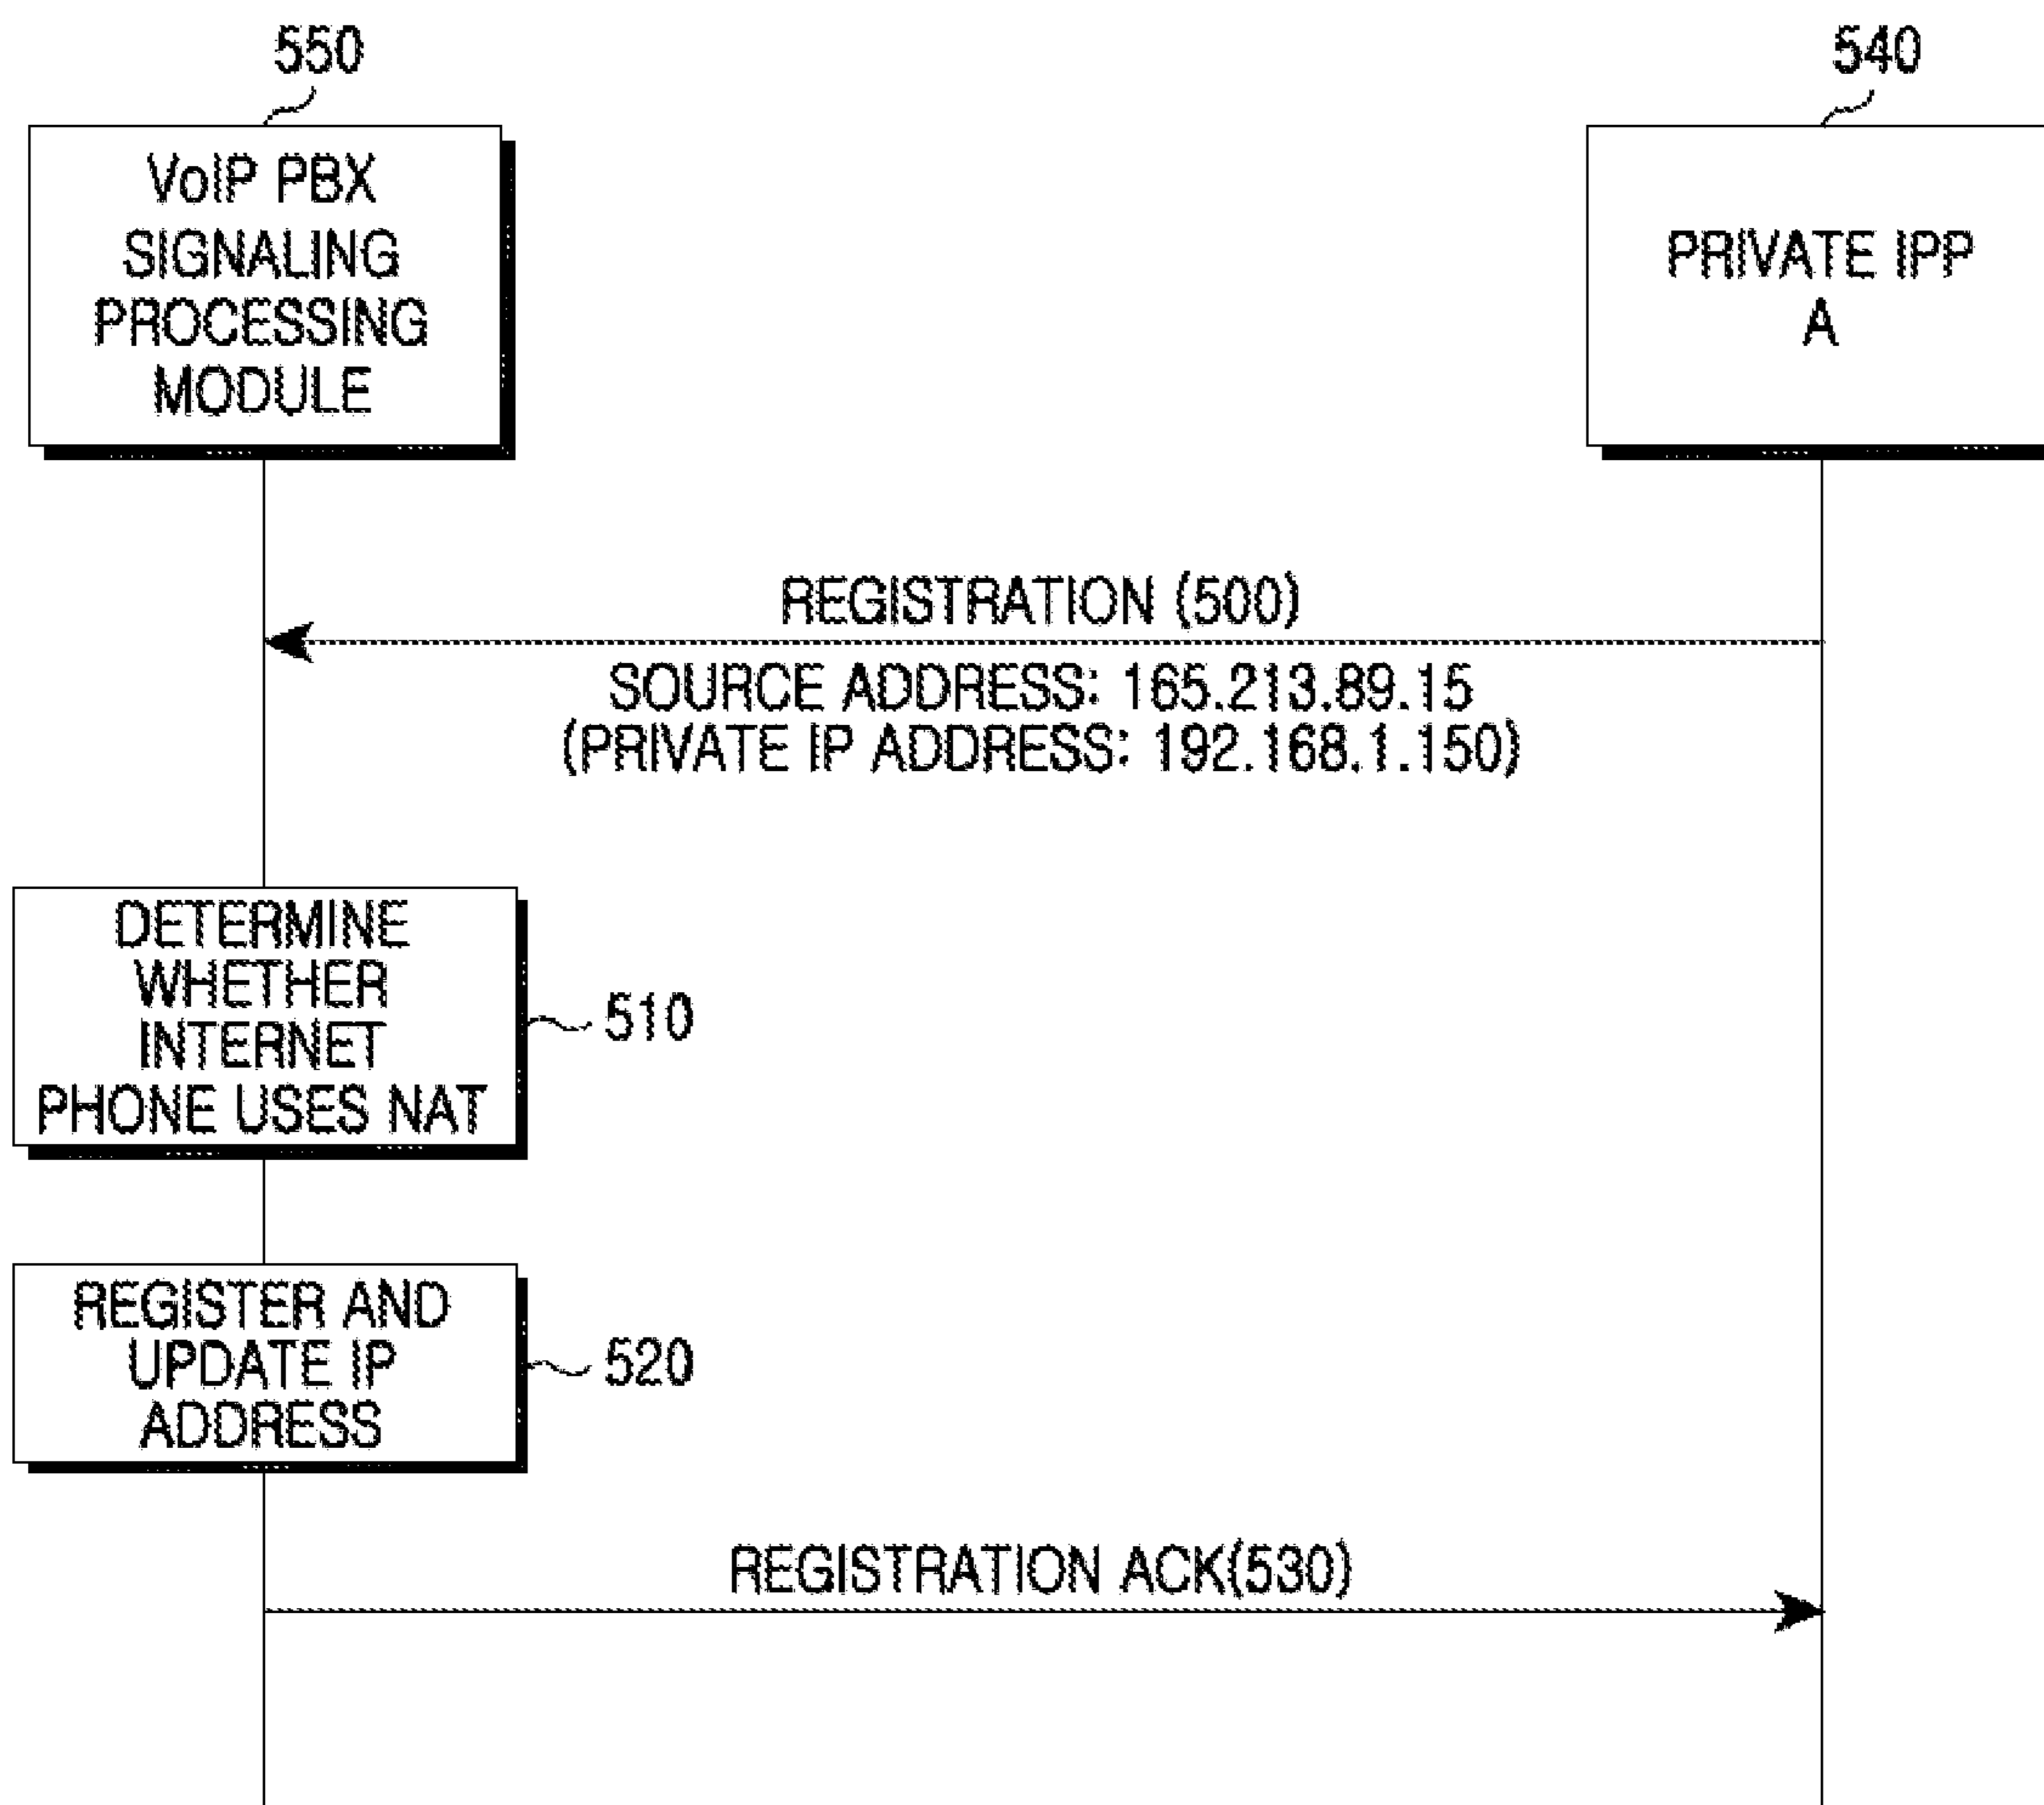 550
540
VoIP PBX
SIGNALING
PROCESSING
MODULE
PRIVATE IPP
A
REGISTRATION (500)
SOURCE ADDRESS: 165.213.89.15
(PRIVATE IP ADDRESS: 192.168.1.150)
DETERMINE
WHETHER
INTERNET
PHONE USES NAT
510
REGISTER AND
UPDATE IP
ADDRESS
520
REGISTRATION ACK(530)